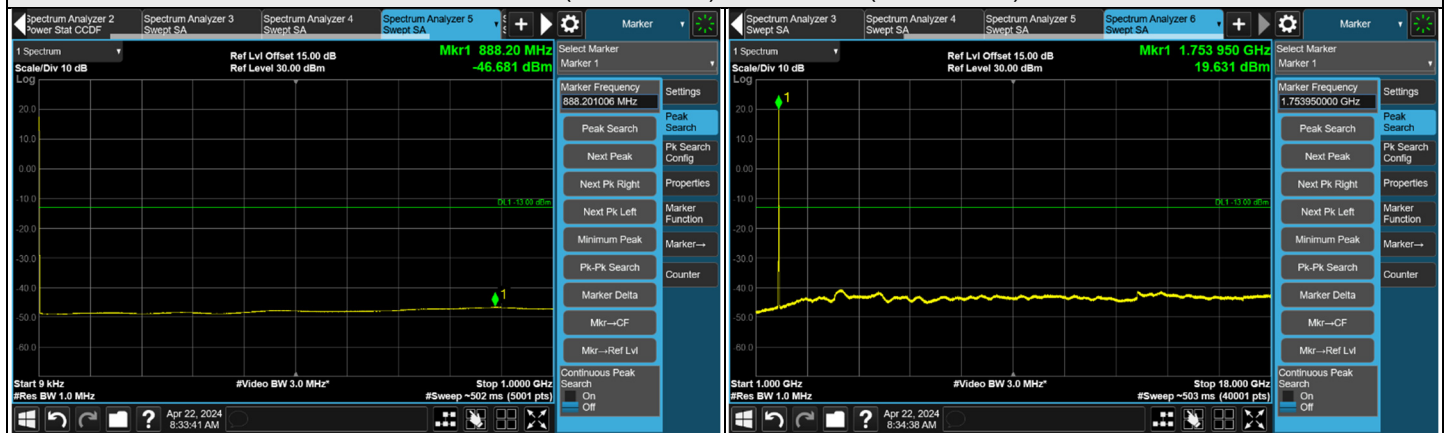 Spectrum Analyzer 2
Power Stat CCDF
Spectrum Analyzer 3
Swept SA
Spectrum Analyzer 4
Swept SA
Spectrum Analyzer 5
Swept SA
+
Marker
1 Spectrum
Scale/Div 10 dB
Log
Ref Lvl Offset 15.00 dB
Ref Level 30.00 dBm
Mkr1 888.20 MHz
-46.681 dBm
Select Marker
Marker 1
20.0
10.0
0.00
-10.0
-20.0
-30.0
-40.0
-50.0
-60.0
DL1 -13.00 dBm
1
Marker Frequency
888.201006 MHz
Peak Search
Next Peak
Next Pk Right
Next Pk Left
Minimum Peak
Pk-Pk Search
Marker Delta
Mkr→CF
Mkr→Ref Lvl
Continuous Peak
Search
On
Off
Settings
Peak
Search
Pk Search
Config
Properties
Marker
Function
Marker→
Counter
Start 9 kHz
#Res BW 1.0 MHz
#Video BW 3.0 MHz*
Stop 1.0000 GHz
#Sweep ~502 ms (5001 pts)
?
Apr 22, 2024
8:33:41 AM
Spectrum Analyzer 3
Swept SA
Spectrum Analyzer 4
Swept SA
Spectrum Analyzer 5
Swept SA
Spectrum Analyzer 6
Swept SA
+
Marker
1 Spectrum
Scale/Div 10 dB
Log
Ref Lvl Offset 15.00 dB
Ref Level 30.00 dBm
Mkr1 1.753 950 GHz
19.631 dBm
Select Marker
Marker 1
20.0
10.0
0.00
-10.0
-20.0
-30.0
-40.0
-50.0
-60.0
DL1 -13.00 dBm
1
Marker Frequency
1.753950000 GHz
Peak Search
Next Peak
Next Pk Right
Next Pk Left
Minimum Peak
Pk-Pk Search
Marker Delta
Mkr→CF
Mkr→Ref Lvl
Continuous Peak
Search
On
Off
Settings
Peak
Search
Pk Search
Config
Properties
Marker
Function
Marker→
Counter
Start 1.000 GHz
#Res BW 1.0 MHz
#Video BW 3.0 MHz*
Stop 18.000 GHz
#Sweep ~503 ms (40001 pts)
?
Apr 22, 2024
8:34:38 AM